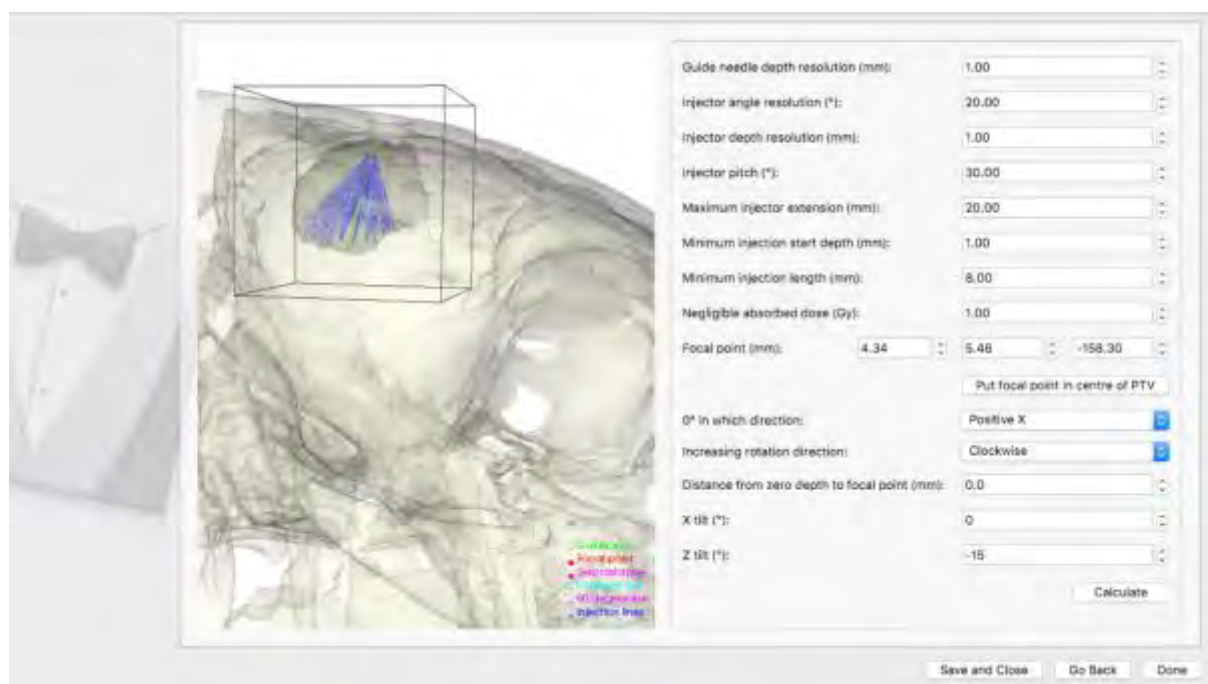 Guide needle depth resolution (mm): 1.00
Injector angle resolution (°): 20.00
Injector depth resolution (mm): 1.00
Injector pitch (°): 30.00
Maximum injector extension (mm): 20.00
Minimum injection start depth (mm): 1.00
Minimum injection length (mm): 8.00
Negligible absorbed dose (Gy): 1.00
Focal point (mm): 4.34 5.48 -158.30
Put focal point in centre of PTV
0° in which direction: Positive X
Increasing rotation direction: Clockwise
Distance from zero depth to focal point (mm): 0.0
X tilt (°): 0
Z tilt (°): -15
Calculate
Focal point
Injection lines
Save and Close Go Back Done